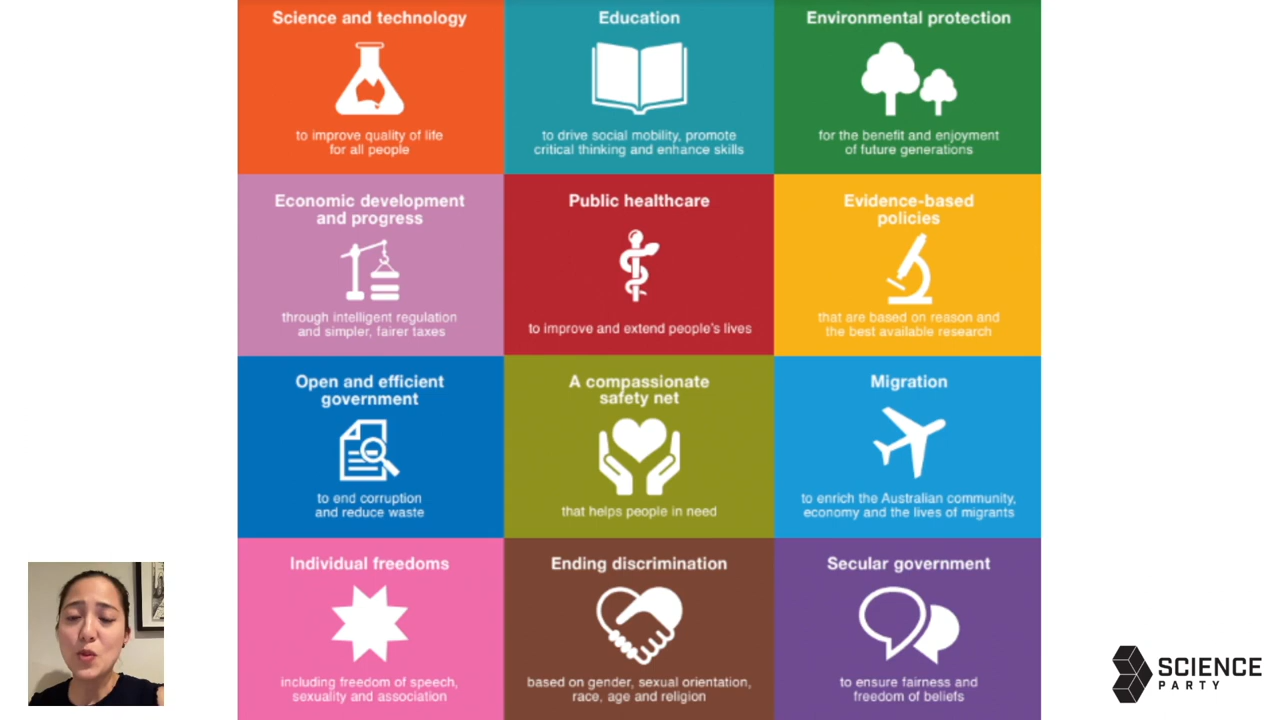 Science and technology
to improve quality of life
for all people
Education
to drive social mobility, promote
critical thinking and enhance skills
Environmental protection
for the benefit and enjoyment
of future generations
Economic development
and progress
through intelligent regulation
and simpler, fairer taxes
Public healthcare
to improve and extend people's lives
Evidence-based
policies
that are based on reason and
the best available research
Open and efficient
government
to end corruption
and reduce waste
A compassionate
safety net
that helps people in need
Migration
to enrich the Australian community,
economy and the lives of migrants
Individual freedoms
including freedom of speech,
sexuality and association
Ending discrimination
based on gender, sexual orientation,
race, age and religion
Secular government
to ensure fairness and
freedom of beliefs
SCIENCE
PARTY